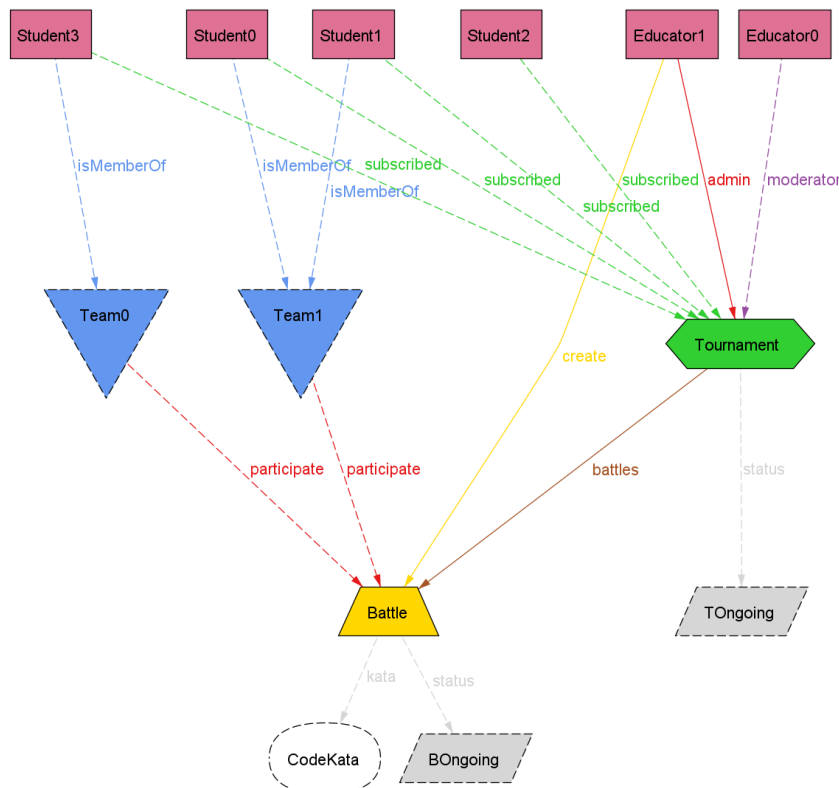 Student3
Student0
Student1
Student2
Educator1
Educator0
isMemberOf
isMemberOf
isMemberOf
subscribed
subscribed
subscribed
subscribed
admin
moderator
Team0
Team1
Tournament
create
participate
participate
battles
status
Battle
TOngoing
kata
status
CodeKata
BOngoing